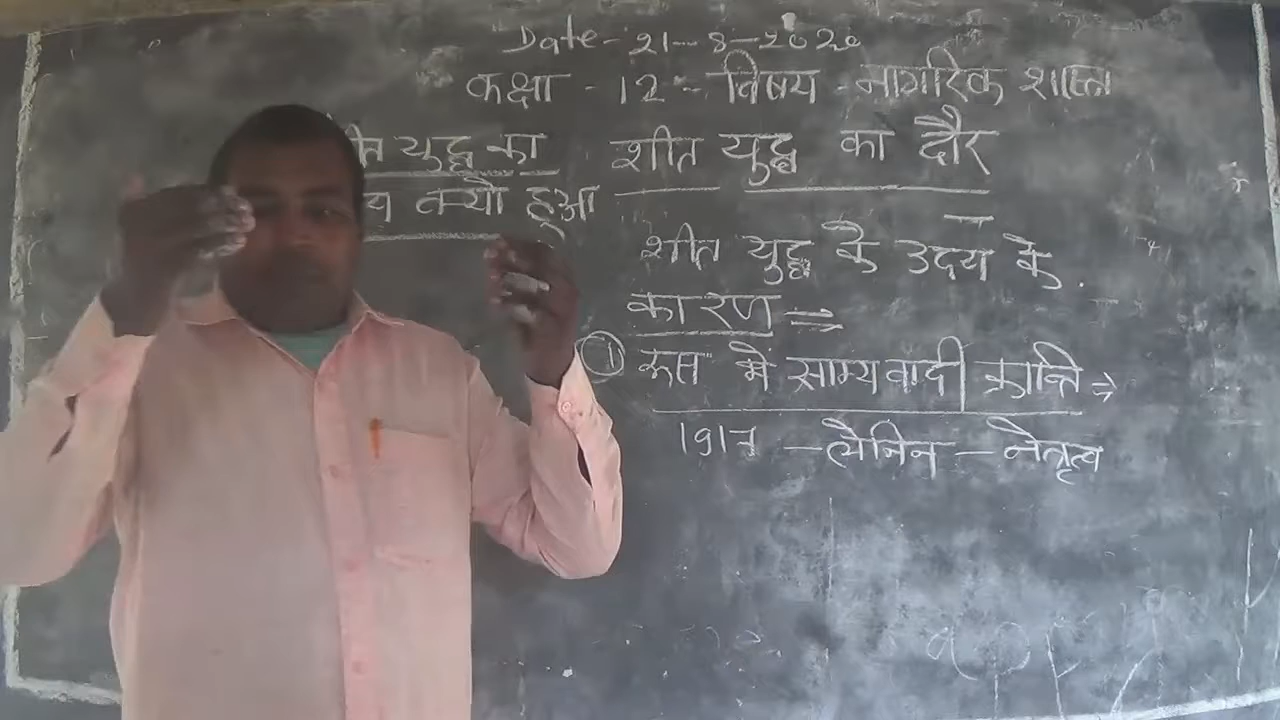 Date - 21-8-2020
कक्षा - 12 - विषय - नागरिक शास्त्र
युद्ध का
क्यों हुआ
शीत युद्ध का दौर
शीत युद्ध के उदय के
कारण ⇒
① रूस मे साम्यवादी क्रान्ति →
1917 - लेनिन - नेतृत्व